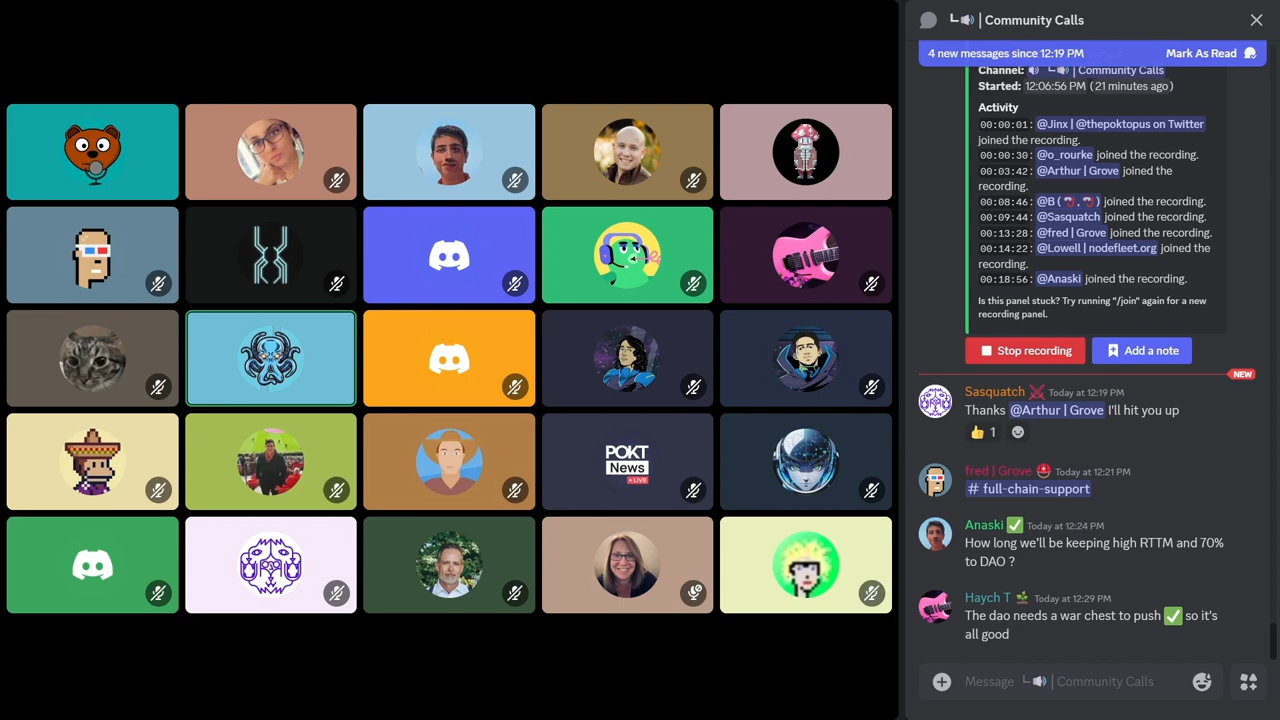 Community Calls
4 new messages since 12:19 PM
Mark As Read
Channel: Community Calls
Started: 12:06:56 PM (21 minutes ago)
Activity
00:00:01: @Jinx | @thepoktopus on Twitter
joined the recording.
00:00:30: @o_rourke joined the recording.
00:03:42: @Arthur | Grove joined the
recording.
00:08:46: @B ( , ) joined the recording.
00:09:44: @Sasquatch joined the recording.
00:13:28: @fred | Grove joined the recording.
00:14:22: @Lowell | nodefleet.org joined the
recording.
00:18:56: @Anaski joined the recording.
Is this panel stuck? Try running "/join" again for a new
recording panel.
Stop recording
Add a note
NEW
Sasquatch Today at 12:19 PM
Thanks @Arthur | Grove I'll hit you up
1
fred | Grove Today at 12:21 PM
# full-chain-support
Anaski Today at 12:24 PM
How long we'll be keeping high RTTM and 70%
to DAO ?
Haych T Today at 12:29 PM
The dao needs a war chest to push ✅ so it's
all good
Message Community Calls
POKT
News
LIVE